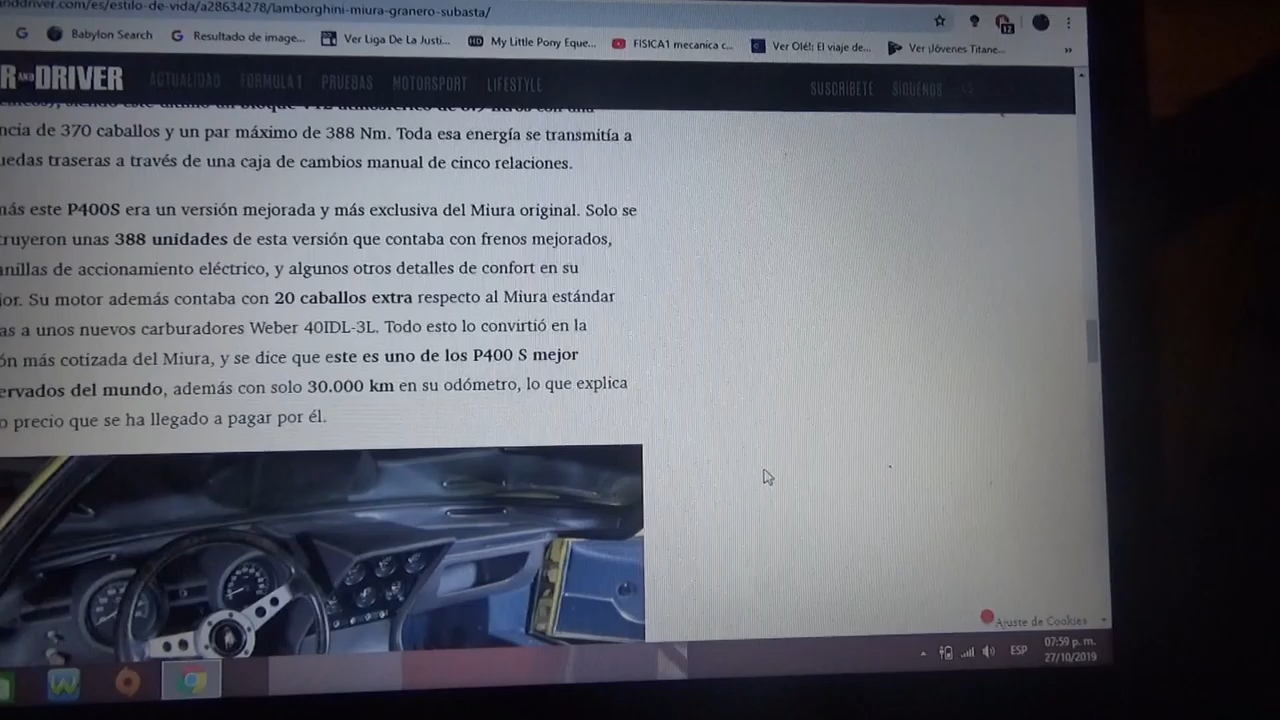 nddriver.com/es/estilo-de-vida/a28634278/lamborghini-miura-granero-subasta/
Babylon Search Resultado de image... Ver Liga De La Justi... HD My Little Pony Eque... FISICA1 mecanica c... Ver Olé!: El viaje de... Ver ¡Jóvenes Titane... »
R AND DRIVER ACTUALIDAD FÓRMULA 1 PRUEBAS MOTORSPORT LIFESTYLE SUSCRÍBETE SÍGUENOS
ncia de 370 caballos y un par máximo de 388 Nm. Toda esa energía se transmitía a
uedas traseras a través de una caja de cambios manual de cinco relaciones.
más este P400S era un versión mejorada y más exclusiva del Miura original. Solo se
truyeron unas 388 unidades de esta versión que contaba con frenos mejorados,
anillas de accionamiento eléctrico, y algunos otros detalles de confort en su
ior. Su motor además contaba con 20 caballos extra respecto al Miura estándar
as a unos nuevos carburadores Weber 40IDL-3L. Todo esto lo convirtió en la
ón más cotizada del Miura, y se dice que este es uno de los P400 S mejor
ervados del mundo, además con solo 30.000 km en su odómetro, lo que explica
o precio que se ha llegado a pagar por él.
Ajuste de Cookies
ESP
07:59 p. m.
27/10/2019